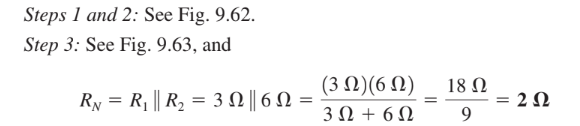 Steps 1 and 2: See Fig. 9.62.
Step 3: See Fig. 9.63, and
R_N = R_1 ∥ R_2 = 3 Ω ∥ 6 Ω = (3 Ω)(6 Ω) / 3 Ω + 6 Ω = 18 Ω / 9 = 2 Ω